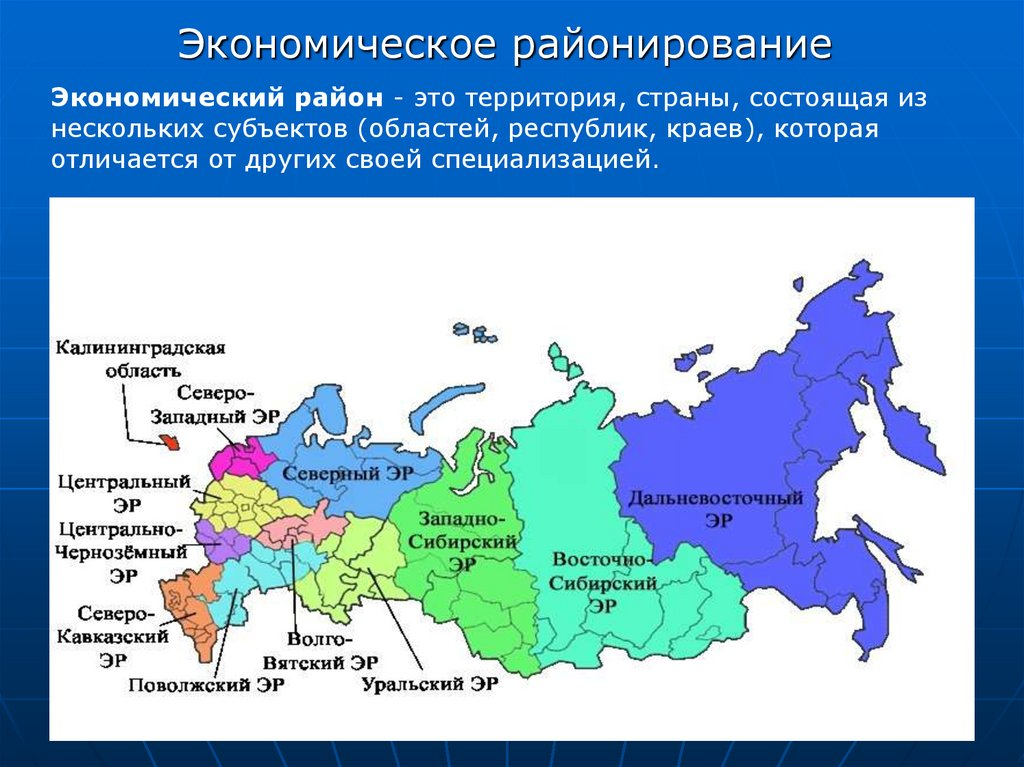 Экономическое районирование
Экономический район - это территория, страны, состоящая из
нескольких субъектов (областей, республик, краев), которая
отличается от других своей специализацией.
Калининградская
область
Северо-
Западный ЭР
Северный ЭР
Центральный
ЭР
Центрально-
Чернозёмный
ЭР
Северо-
Кавказский
ЭР
Поволжский ЭР
Волго-
Вятский ЭР
Уральский ЭР
Западно-
Сибирский
ЭР
Восточно-
Сибирский
ЭР
Дальневосточный
ЭР